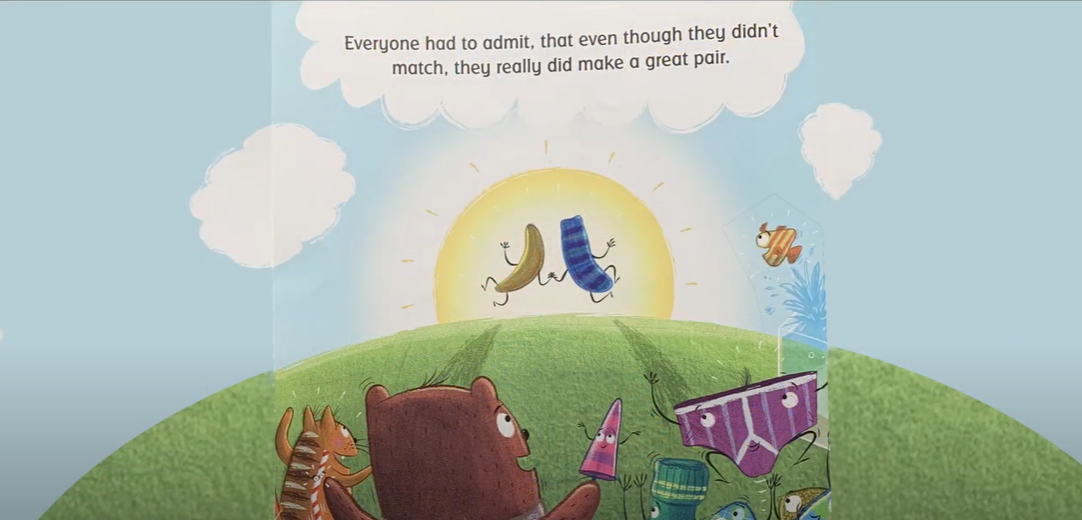 Everyone had to admit, that even though they didn't
match, they really did make a great pair.